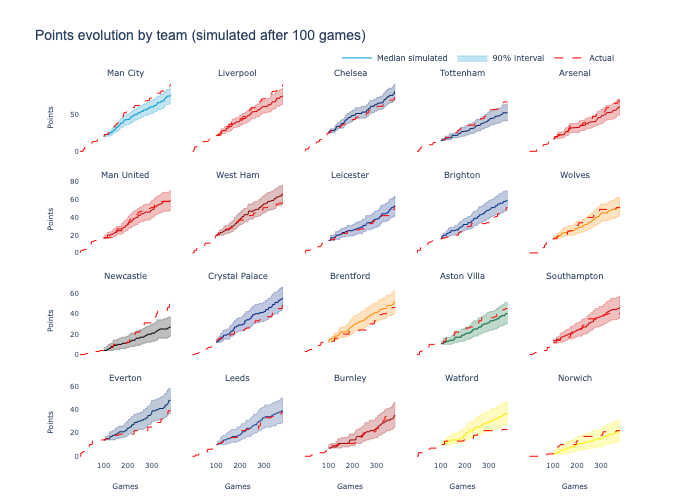 Points evolution by team (simulated after 100 games)
Median simulated 90% interval Actual
Man City Liverpool Chelsea Tottenham Arsenal
50
0
Points
Man United West Ham Leicester Brighton Wolves
80
60
40
20
0
Points
Newcastle Crystal Palace Brentford Aston Villa Southampton
60
40
20
0
Points
Everton Leeds Burnley Watford Norwich
60
40
20
0
Points
100 200 300 100 200 300 100 200 300 100 200 300 100 200 300
Games Games Games Games Games